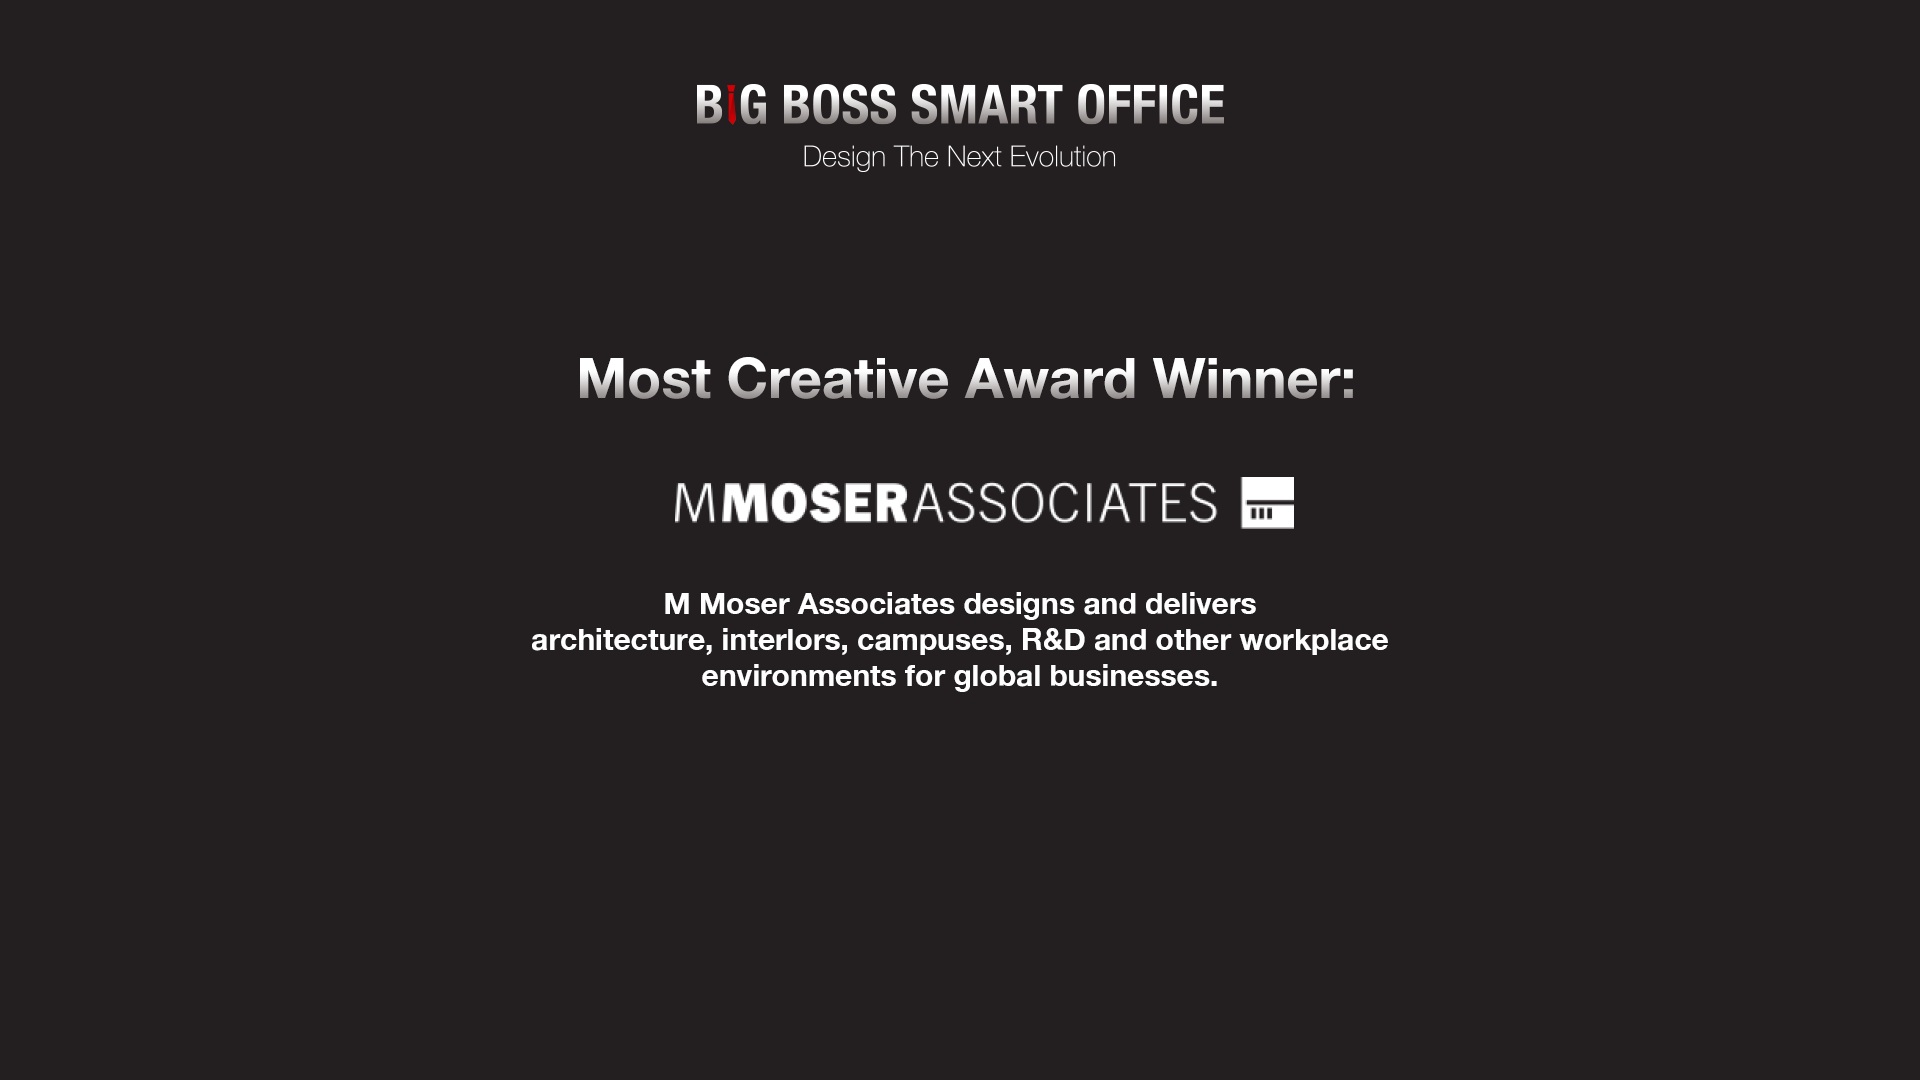 BiG BOSS SMART OFFICE
Design The Next Evolution
Most Creative Award Winner:
MMOSERASSOCIATES
M Moser Associates designs and delivers
architecture, interlors, campuses, R&D and other workplace
environments for global businesses.